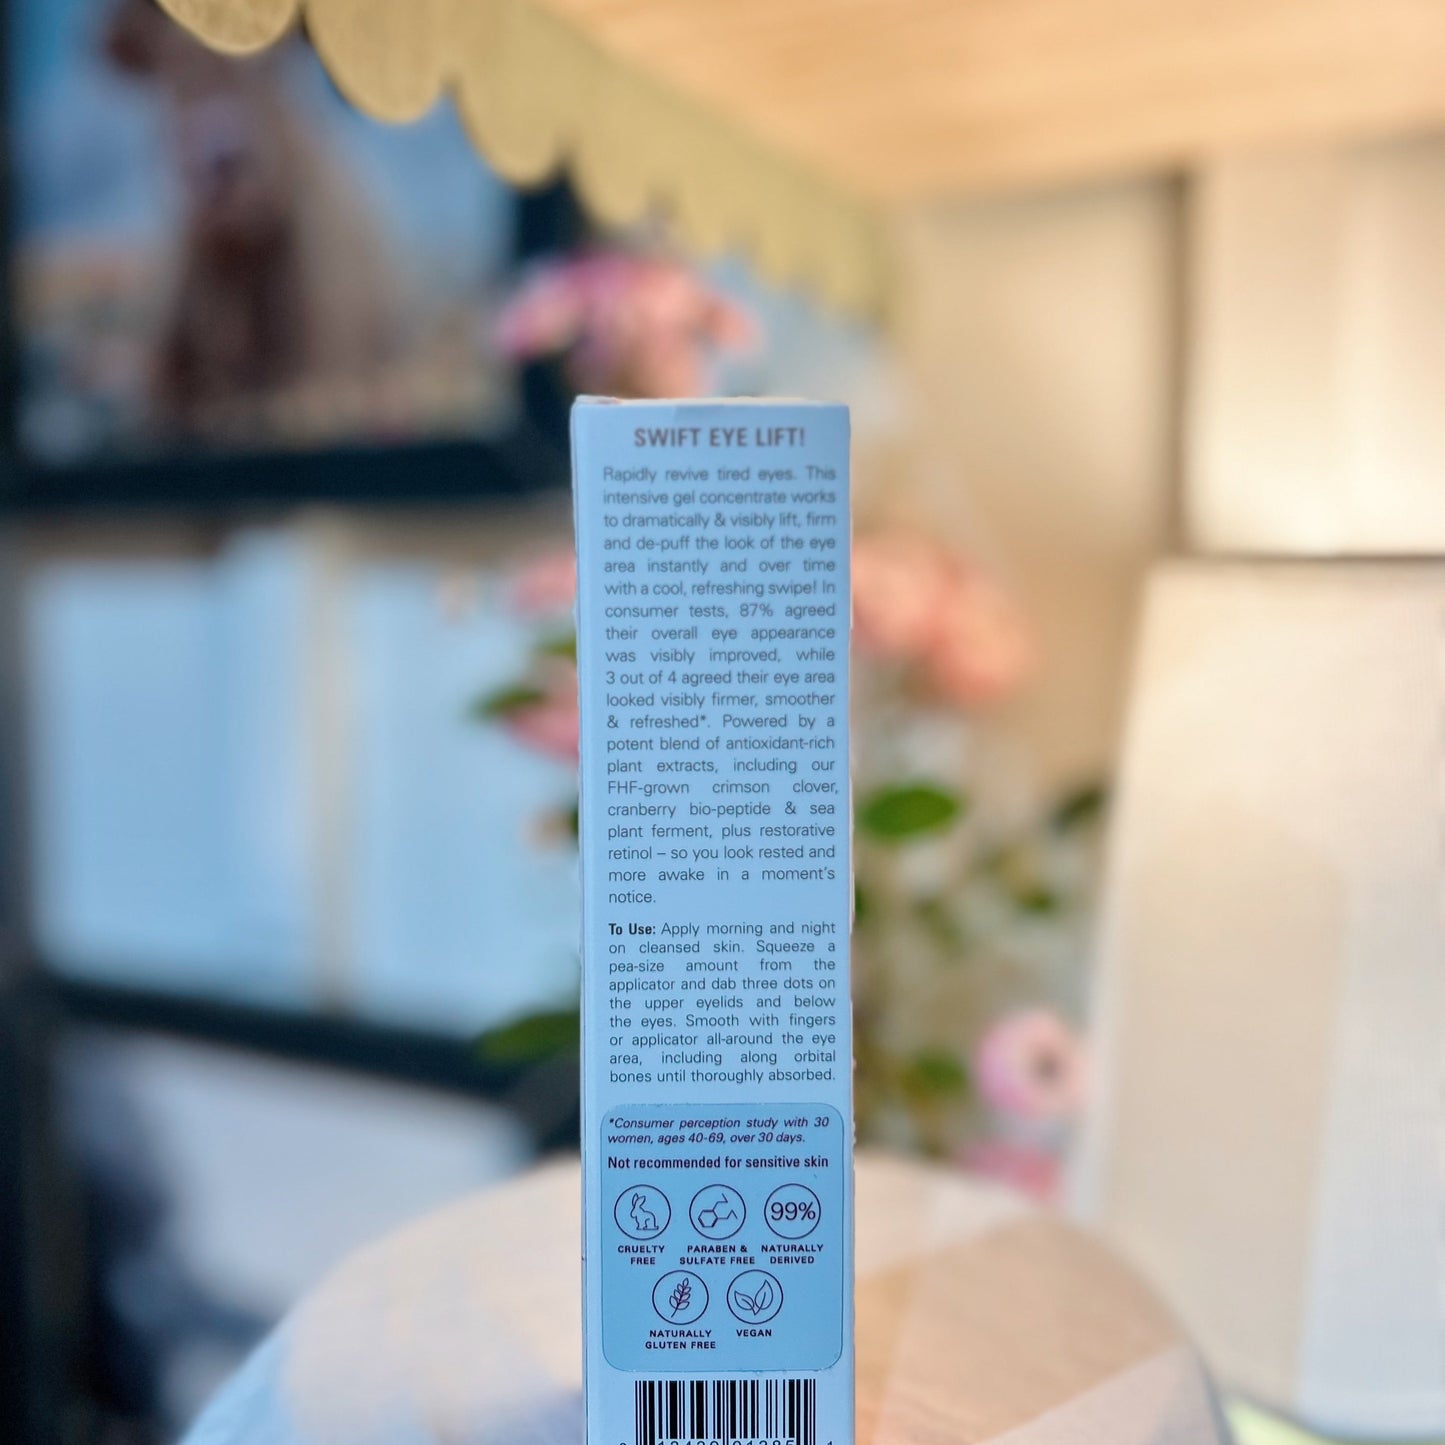 SWIFT EYE LIFT!
Rapidly revive tired eyes. This
intensive gel concentrate works
to dramatically & visibly lift, firm
and de-puff the look of the eye
area instantly and over time
with a cool, refreshing swipe! In
consumer tests, 87% agreed
their overall eye appearance
was visibly improved, while
3 out of 4 agreed their eye area
looked visibly firmer, smoother
& refreshed*. Powered by a
potent blend of antioxidant-rich
plant extracts, including our
FHF-grown crimson clover,
cranberry bio-peptide & sea
plant ferment, plus restorative
retinol – so you look rested and
more awake in a moment's
notice.
To Use: Apply morning and night
on cleansed skin. Squeeze a
pea-size amount from the
applicator and dab three dots on
the upper eyelids and below
the eyes. Smooth with fingers
or applicator all-around the eye
area, including along orbital
bones until thoroughly absorbed.
*Consumer perception study with 30
women, ages 40-69, over 30 days.
Not recommended for sensitive skin
99%
CRUELTY
FREE
PARABEN &
SULFATE FREE
NATURALLY
DERIVED
NATURALLY
GLUTEN FREE
VEGAN